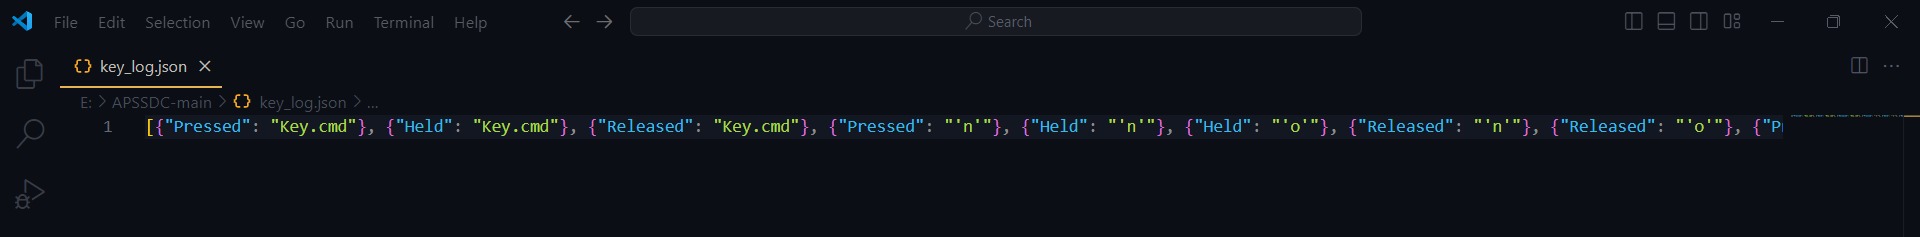 File Edit Selection View Go Run Terminal Help Search
key_log.json
E: > APSSDC-main > key_log.json > ...
1 [{"Pressed": "Key.cmd"}, {"Held": "Key.cmd"}, {"Released": "Key.cmd"}, {"Pressed": "'n'"}, {"Held": "'n'"}, {"Held": "'o'"}, {"Released": "'n'"}, {"Released": "'o'"}, {"P